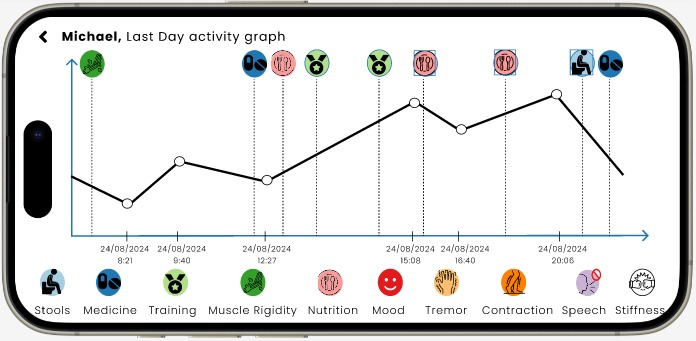 Michael, Last Day activity graph
24/08/2024 24/08/2024 24/08/2024 24/08/2024 24/08/2024 24/08/2024
8:21 9:40 12:27 15:08 16:40 20:06
Stools Medicine Training Muscle Rigidity Nutrition Mood Tremor Contraction Speech Stiffness